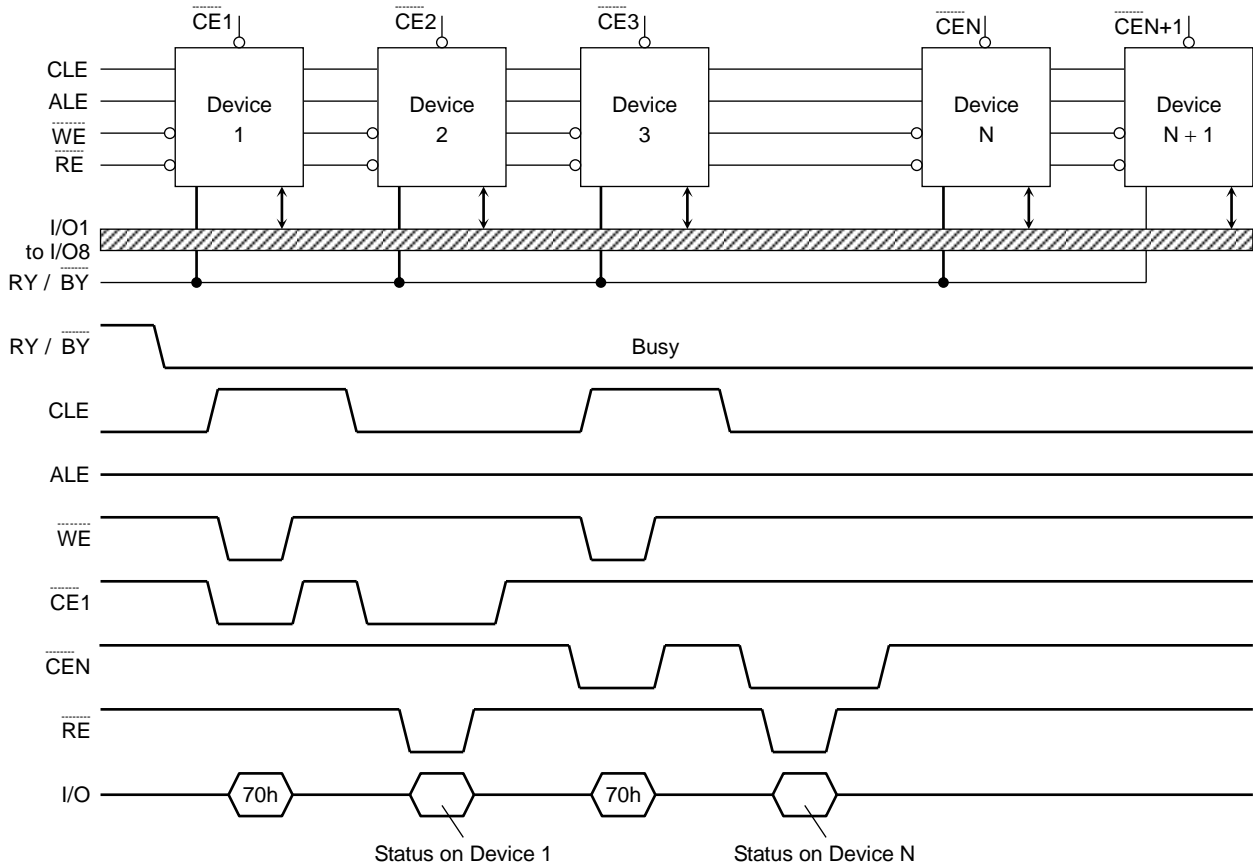 CE1 CE2 CE3 CEN CEN+1
CLE
ALE
WE
RE
Device 1
Device 2
Device 3
Device N
Device N + 1
I/O1 to I/O8
RY / BY
RY / BY
Busy
CLE
ALE
WE
CE1
CEN
RE
I/O
70h
70h
Status on Device 1
Status on Device N